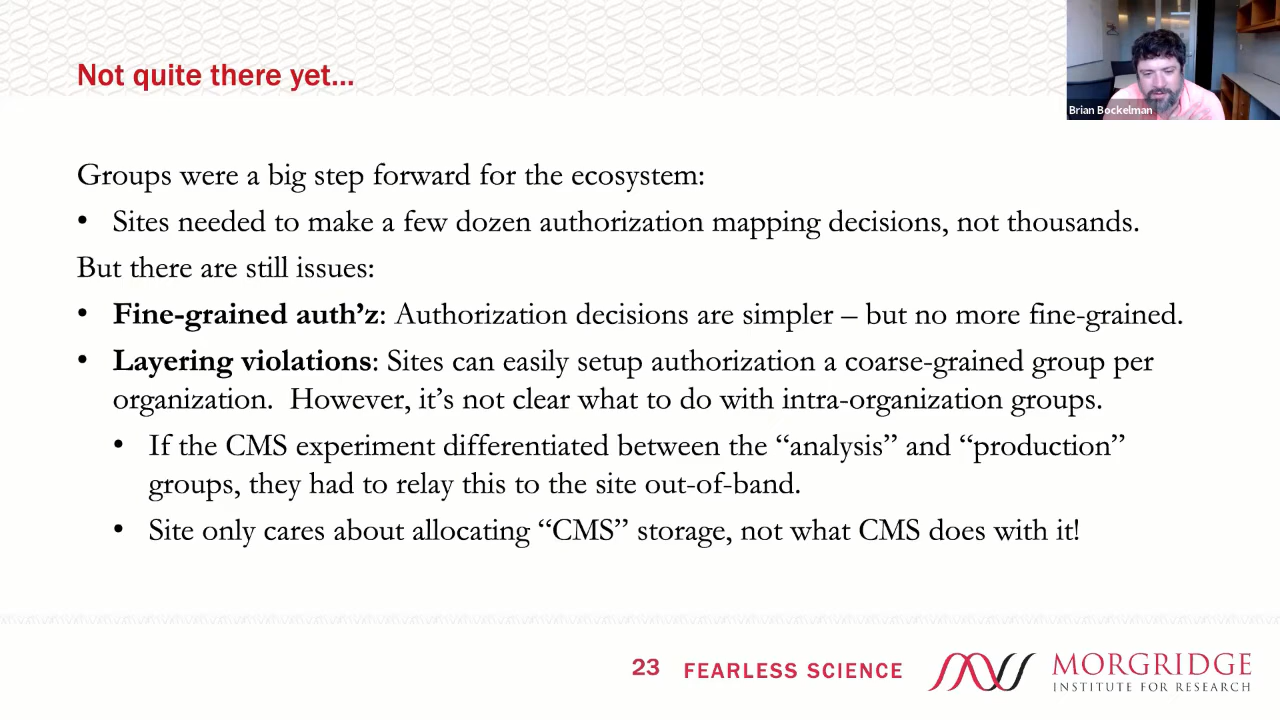 Not quite there yet...
Brian Bockelman
Groups were a big step forward for the ecosystem:
• Sites needed to make a few dozen authorization mapping decisions, not thousands.
But there are still issues:
• Fine-grained auth’z: Authorization decisions are simpler – but no more fine-grained.
• Layering violations: Sites can easily setup authorization a coarse-grained group per
organization.  However, it’s not clear what to do with intra-organization groups.
• If the CMS experiment differentiated between the “analysis” and “production”
groups, they had to relay this to the site out-of-band.
• Site only cares about allocating “CMS” storage, not what CMS does with it!
23 FEARLESS SCIENCE
MORGRIDGE
INSTITUTE FOR RESEARCH